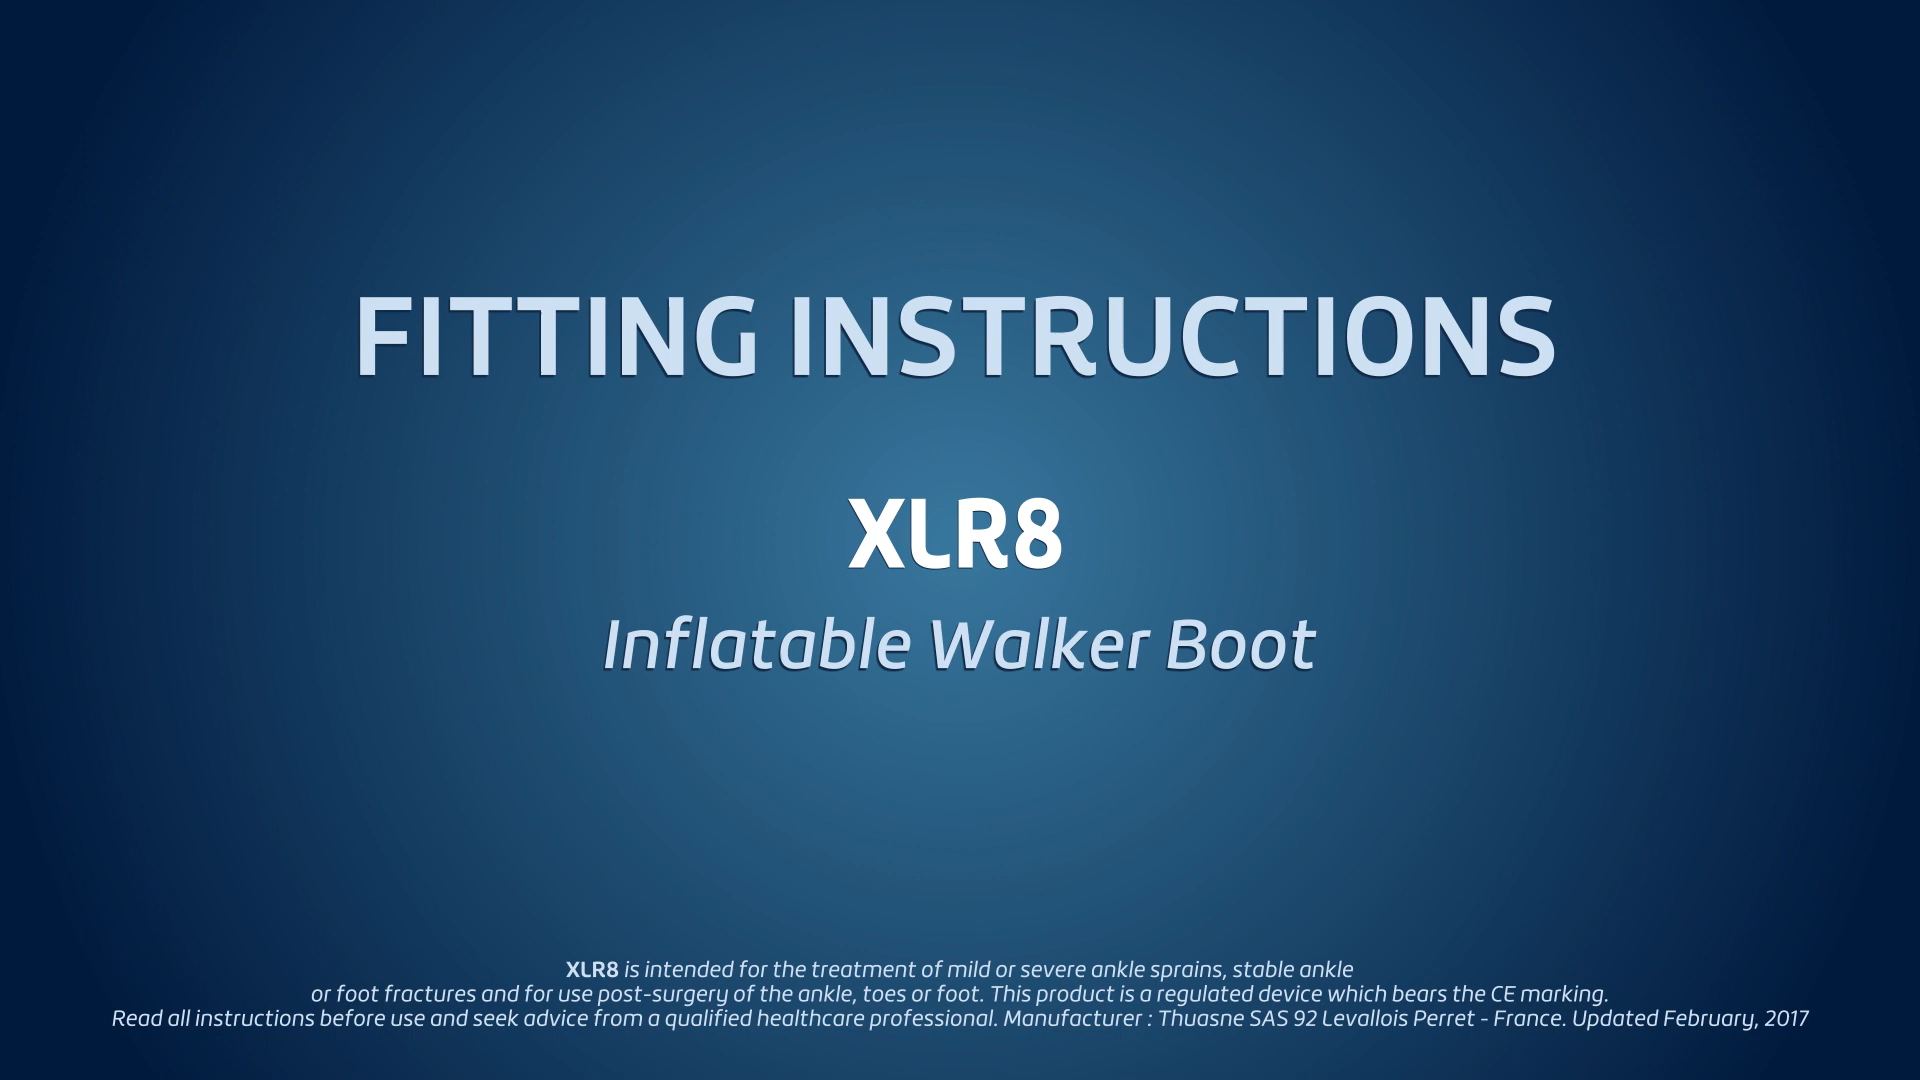 FITTING INSTRUCTIONS
XLR8
Inflatable Walker Boot
XLR8 is intended for the treatment of mild or severe ankle sprains, stable ankle
or foot fractures and for use post-surgery of the ankle, toes or foot. This product is a regulated device which bears the CE marking.
Read all instructions before use and seek advice from a qualified healthcare professional. Manufacturer : Thuasne SAS 92 Levallois Perret - France. Updated February, 2017